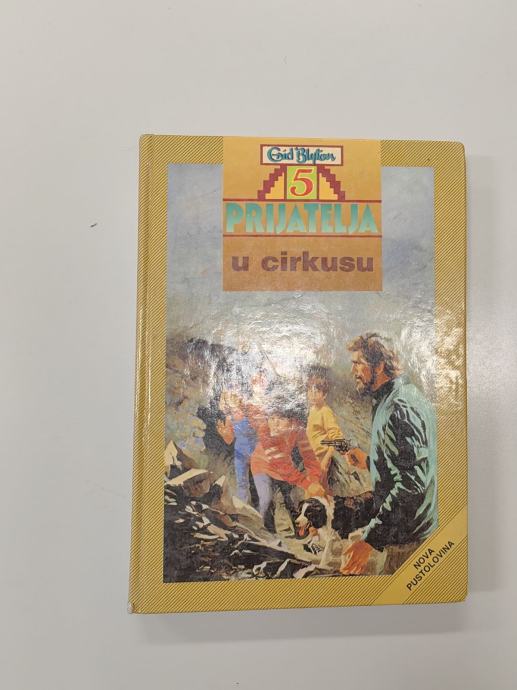 Enid Blyton
5
PRIJATELJA
u cirkusu
NOVA
PUSTOLOVINA